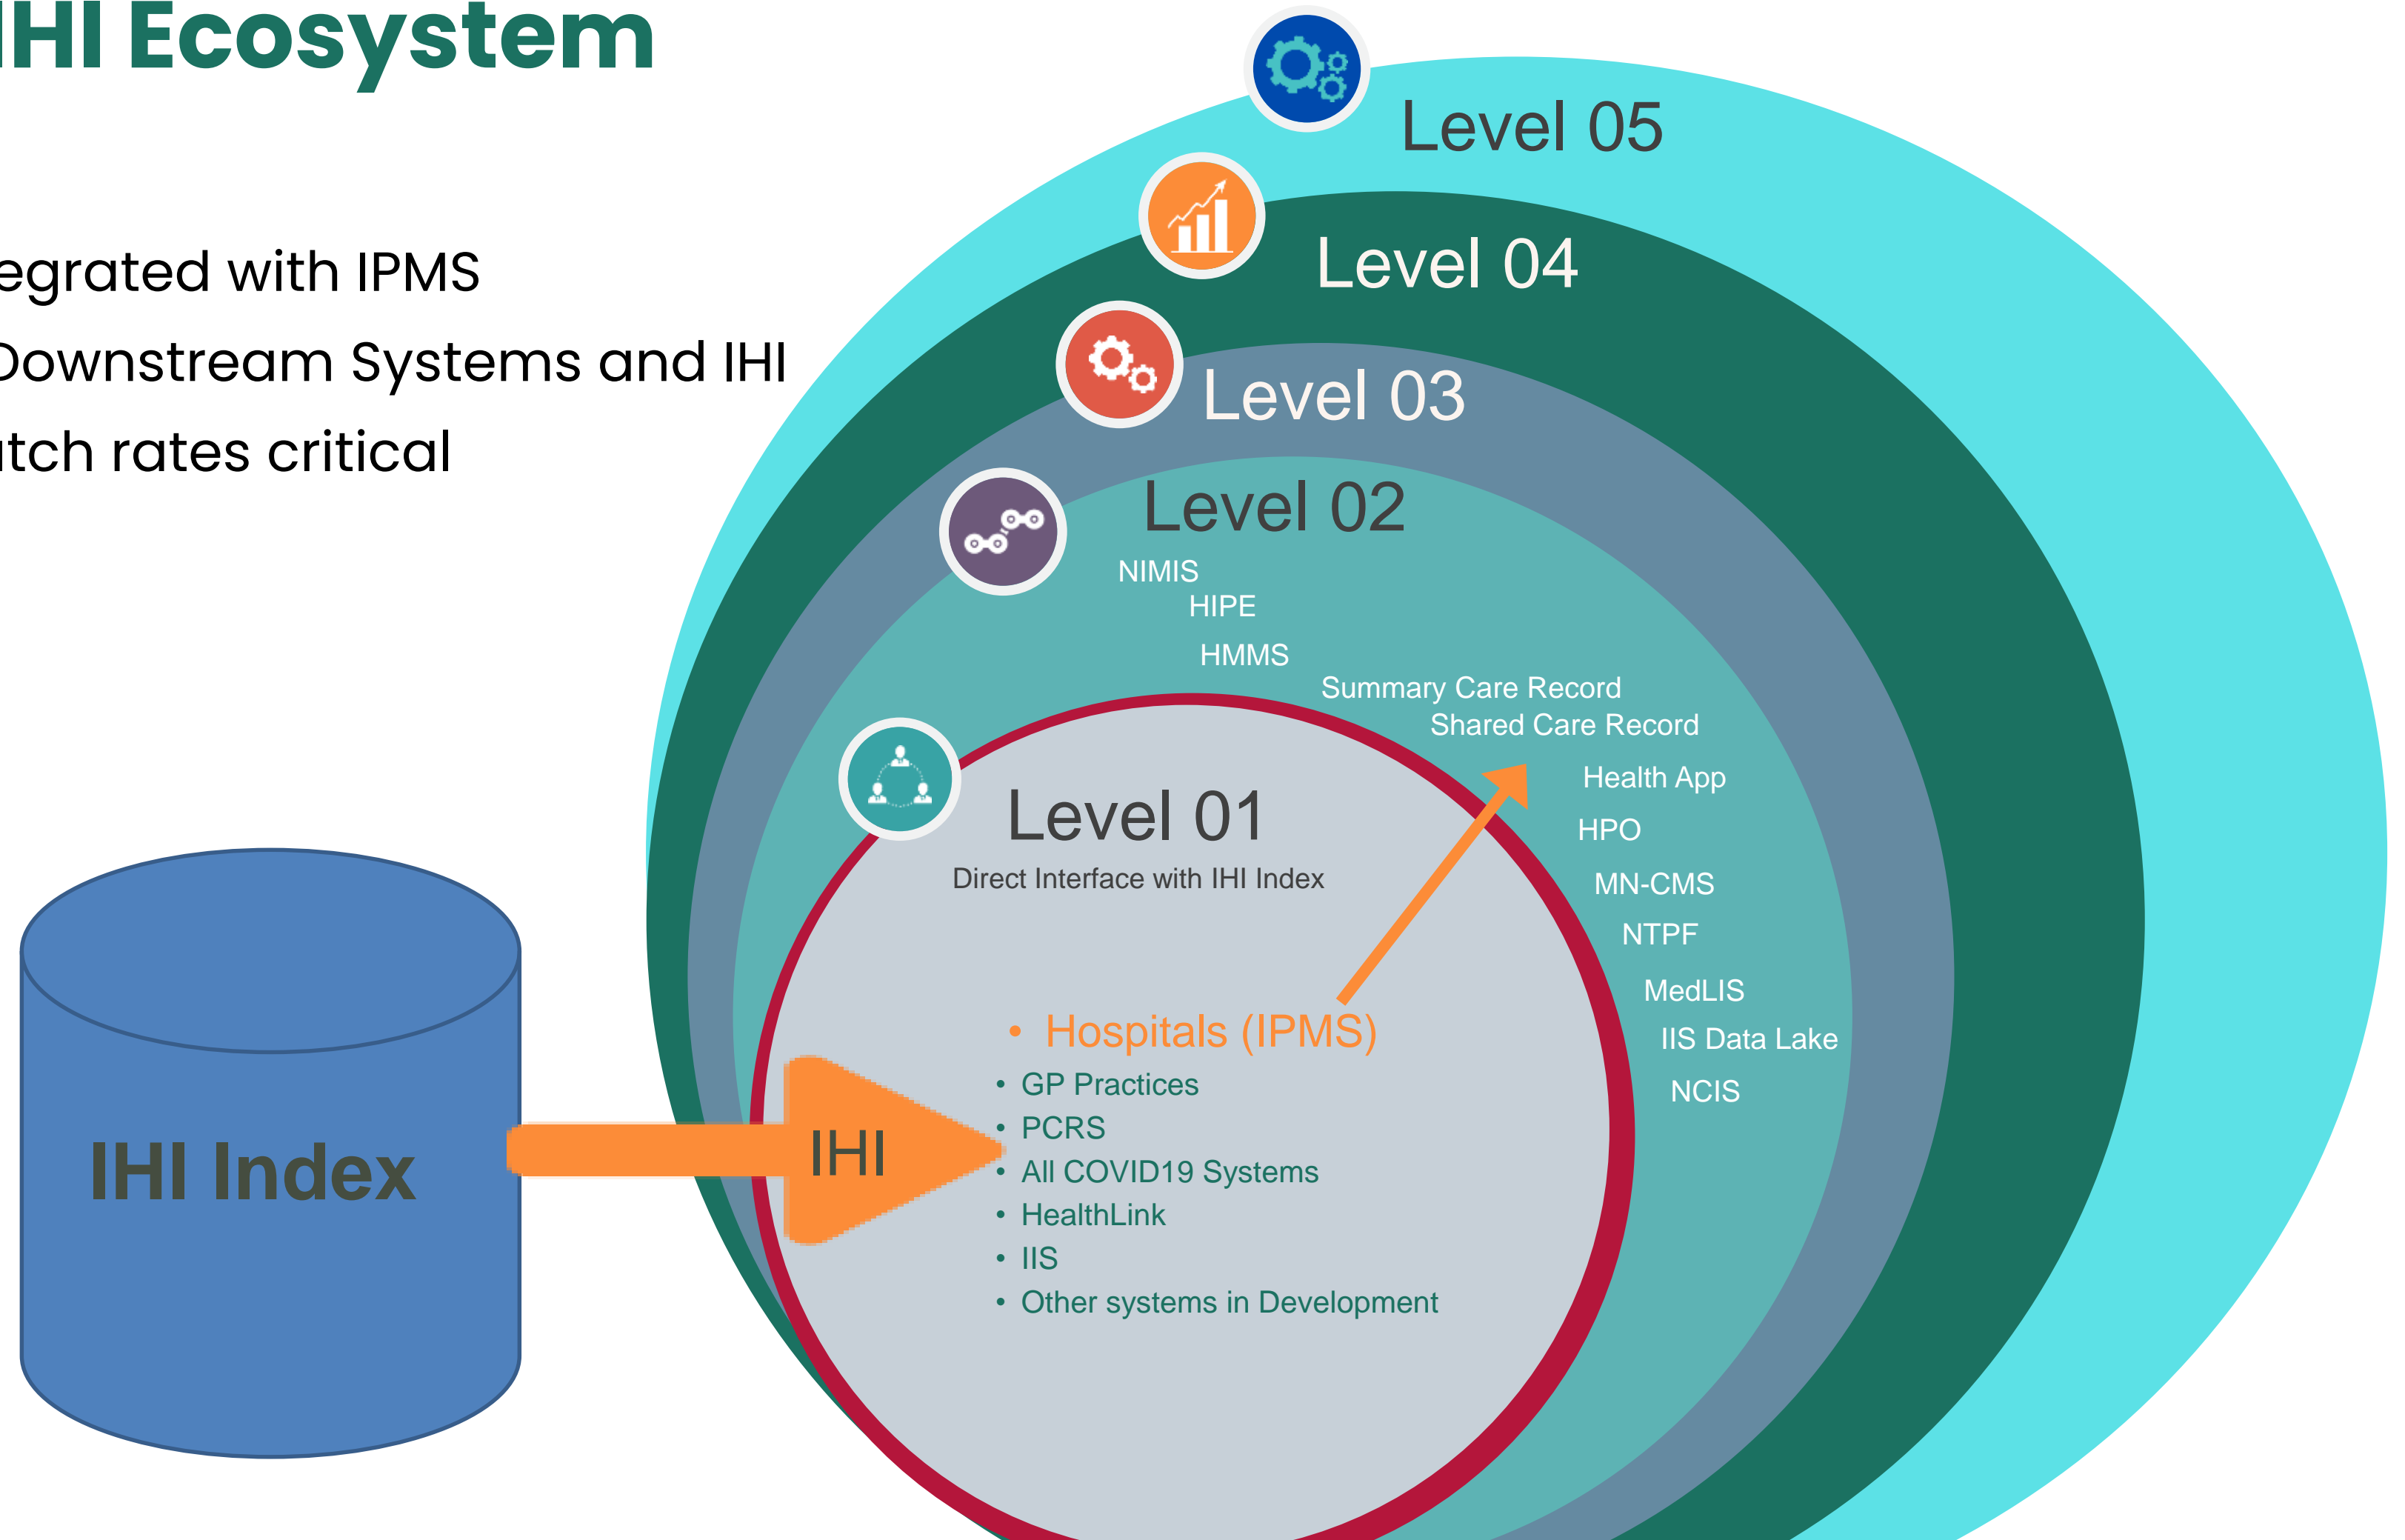 IHI Ecosystem
egrated with IPMS
Downstream Systems and IHI
tch rates critical
Level 05
Level 04
Level 03
Level 02
NIMIS
HIPE
HMMS
Summary Care Record
Shared Care Record
Health App
HPO
MN-CMS
NTPF
MedLIS
IIS Data Lake
NCIS
Level 01
Direct Interface with IHI Index
• Hospitals (IPMS)
• GP Practices
• PCRS
• All COVID19 Systems
• HealthLink
• IIS
• Other systems in Development
IHI
IHI Index